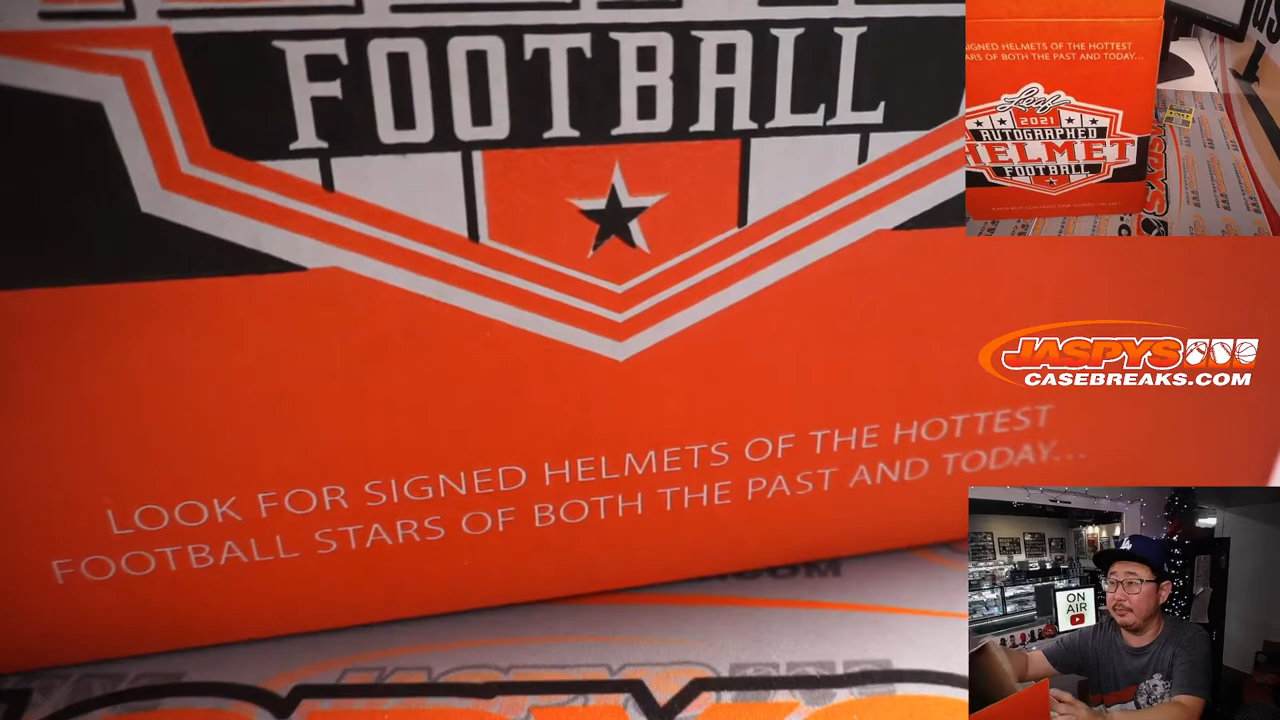 FOOTBALL
LOOK FOR SIGNED HELMETS OF THE HOTTEST
FOOTBALL STARS OF BOTH THE PAST AND TODAY...
.COM
SIGNED HELMETS OF THE HOTTEST
STARS OF BOTH THE PAST AND TODAY...
Leaf
2021
AUTOGRAPHED
HELMET
FOOTBALL
JASPYS
CASEBREAKS.COM
LA
ON
AIR